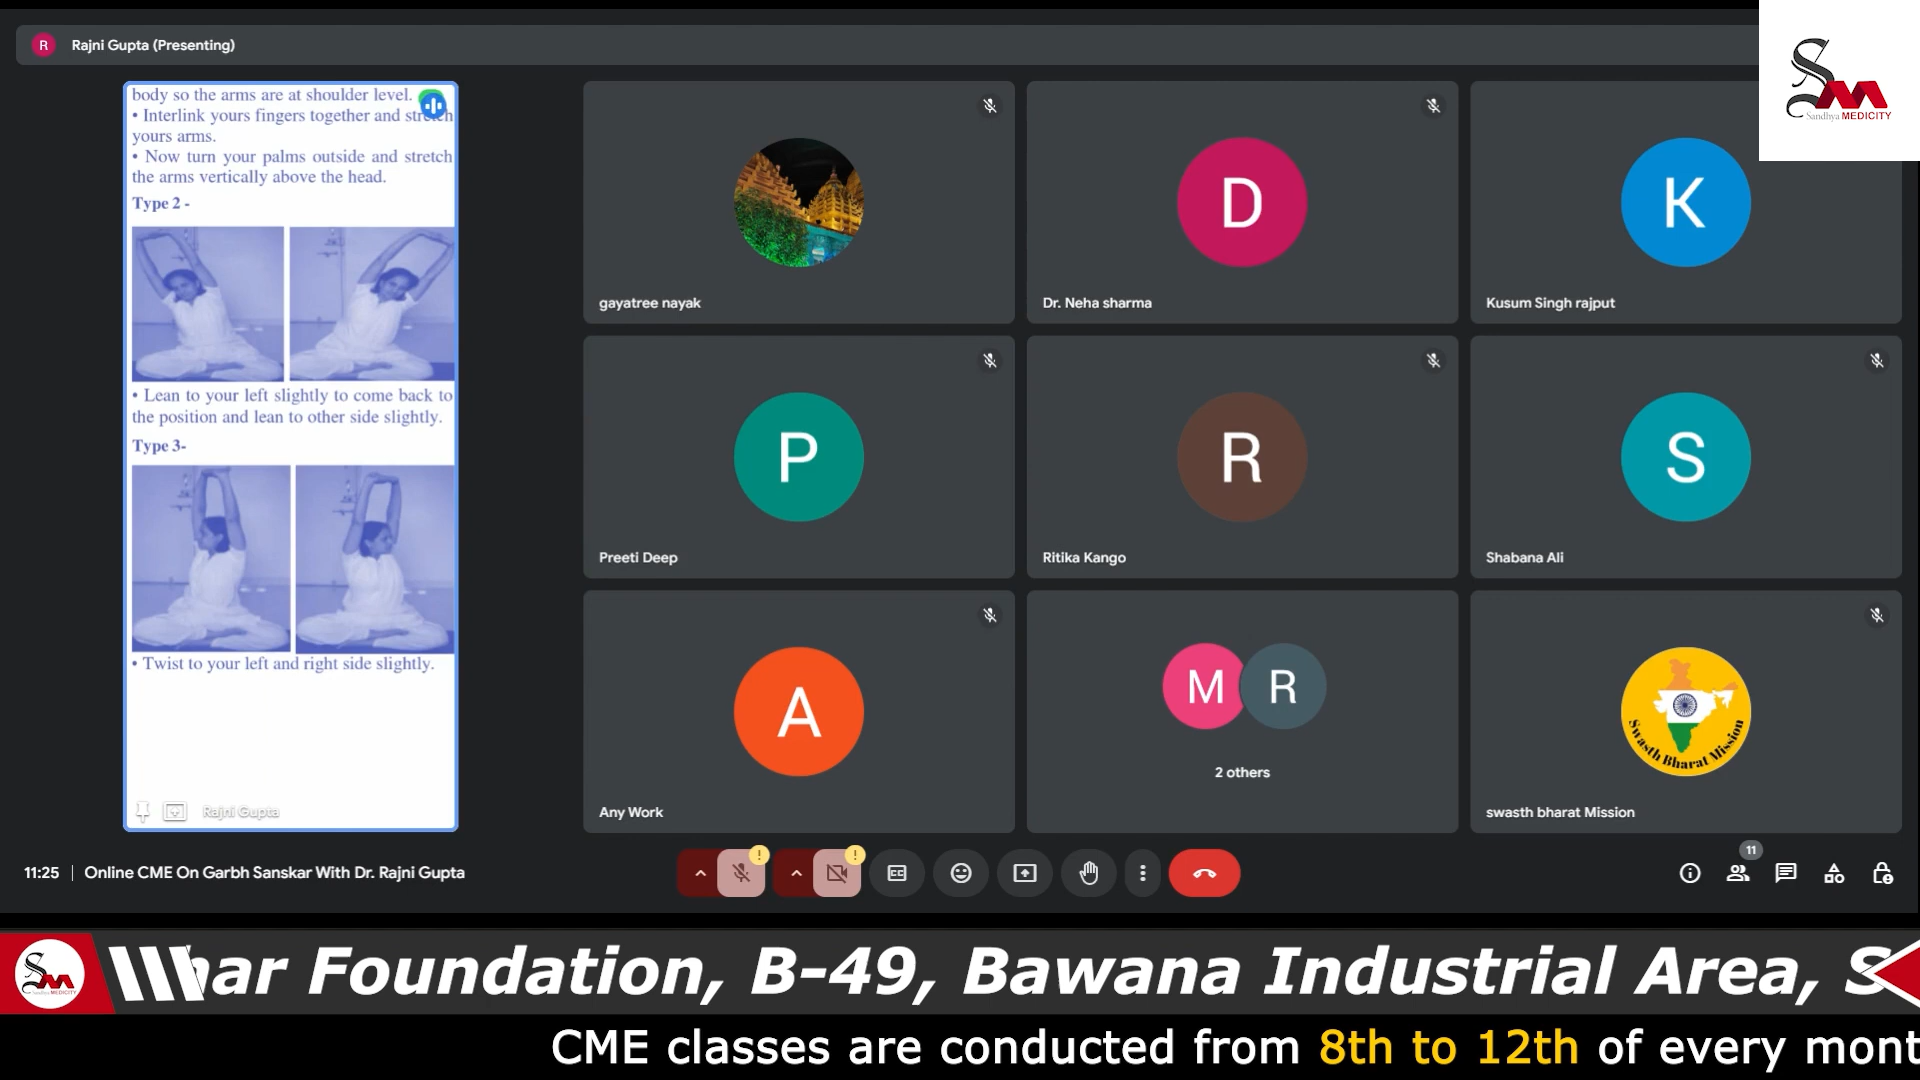 R Rajni Gupta (Presenting)
Sandhya MEDICITY
body so the arms are at shoulder level.
• Interlink yours fingers together and stretch
yours arms.
• Now turn your palms outside and stretch
the arms vertically above the head.
Type 2 -
• Lean to your left slightly to come back to
the position and lean to other side slightly.
Type 3-
• Twist to your left and right side slightly.
Rajni Gupta
gayatree nayak
D
Dr. Neha sharma
K
Kusum Singh rajput
P
Preeti Deep
R
Ritika Kango
S
Shabana Ali
A
Any Work
M R
2 others
Swasth Bharat Mission
swasth bharat Mission
11:25 | Online CME On Garbh Sanskar With Dr. Rajni Gupta
11
har Foundation, B-49, Bawana Industrial Area, S
CME classes are conducted from 8th to 12th of every mont